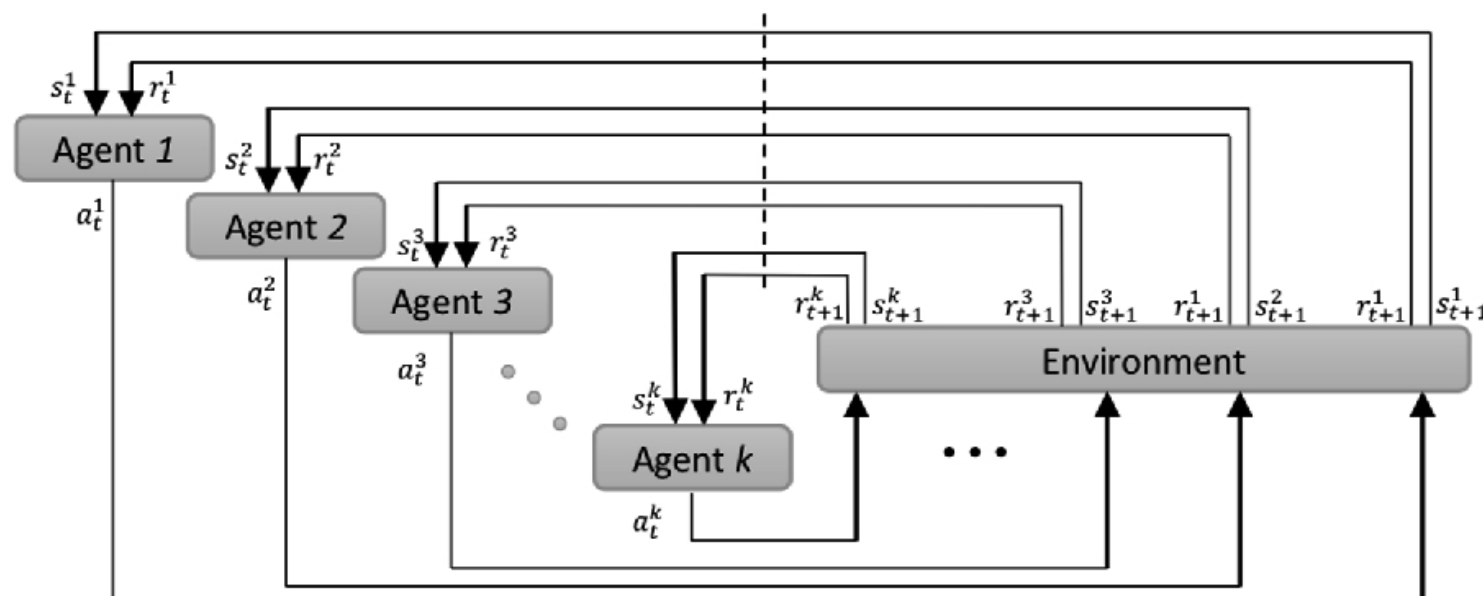 s_t^1 r_t^1
Agent 1
a_t^1
s_t^2 r_t^2
Agent 2
a_t^2
s_t^3 r_t^3
Agent 3
a_t^3
s_t^k r_t^k
Agent k
a_t^k
r_{t+1}^k s_{t+1}^k r_{t+1}^3 s_{t+1}^3 r_{t+1}^1 s_{t+1}^2 r_{t+1}^1 s_{t+1}^1
Environment
...